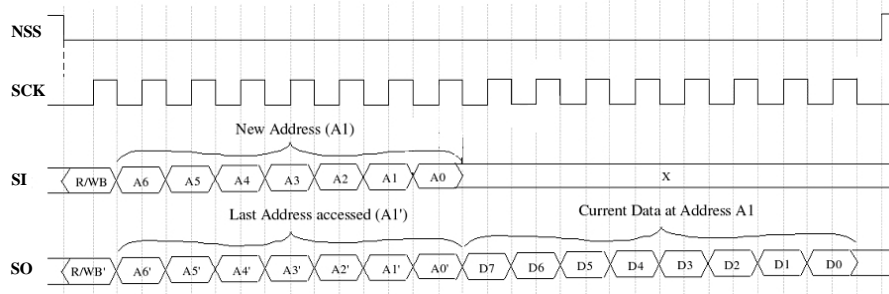 NSS
SCK
New Address (A1)
SI R/WB A6 A5 A4 A3 A2 A1 A0 X
Last Address accessed (A1') Current Data at Address A1
SO R/WB' A6' A5' A4' A3' A2' A1' A0' D7 D6 D5 D4 D3 D2 D1 D0